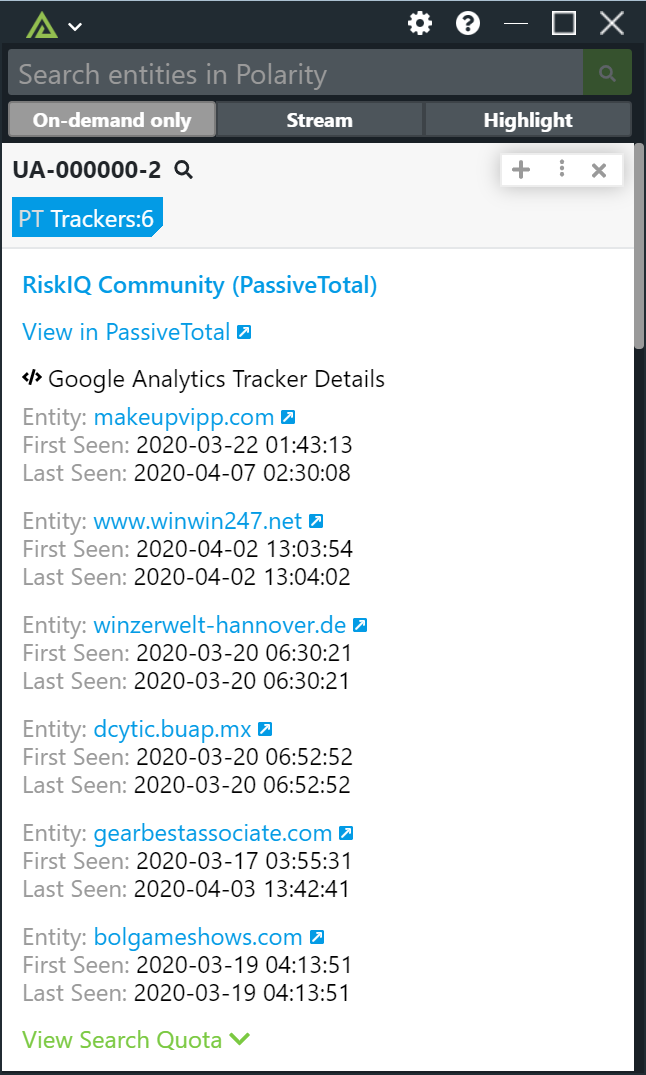 Search entities in Polarity
On-demand only
Stream
Highlight
UA-000000-2
PT Trackers:6
RiskIQ Community (PassiveTotal)
View in PassiveTotal
Google Analytics Tracker Details
Entity: makeupvipp.com
First Seen: 2020-03-22 01:43:13
Last Seen: 2020-04-07 02:30:08
Entity: www.winwin247.net
First Seen: 2020-04-02 13:03:54
Last Seen: 2020-04-02 13:04:02
Entity: winzerwelt-hannover.de
First Seen: 2020-03-20 06:30:21
Last Seen: 2020-03-20 06:30:21
Entity: dcytic.buap.mx
First Seen: 2020-03-20 06:52:52
Last Seen: 2020-03-20 06:52:52
Entity: gearbestassociate.com
First Seen: 2020-03-17 03:55:31
Last Seen: 2020-04-03 13:42:41
Entity: bolgameshows.com
First Seen: 2020-03-19 04:13:51
Last Seen: 2020-03-19 04:13:51
View Search Quota